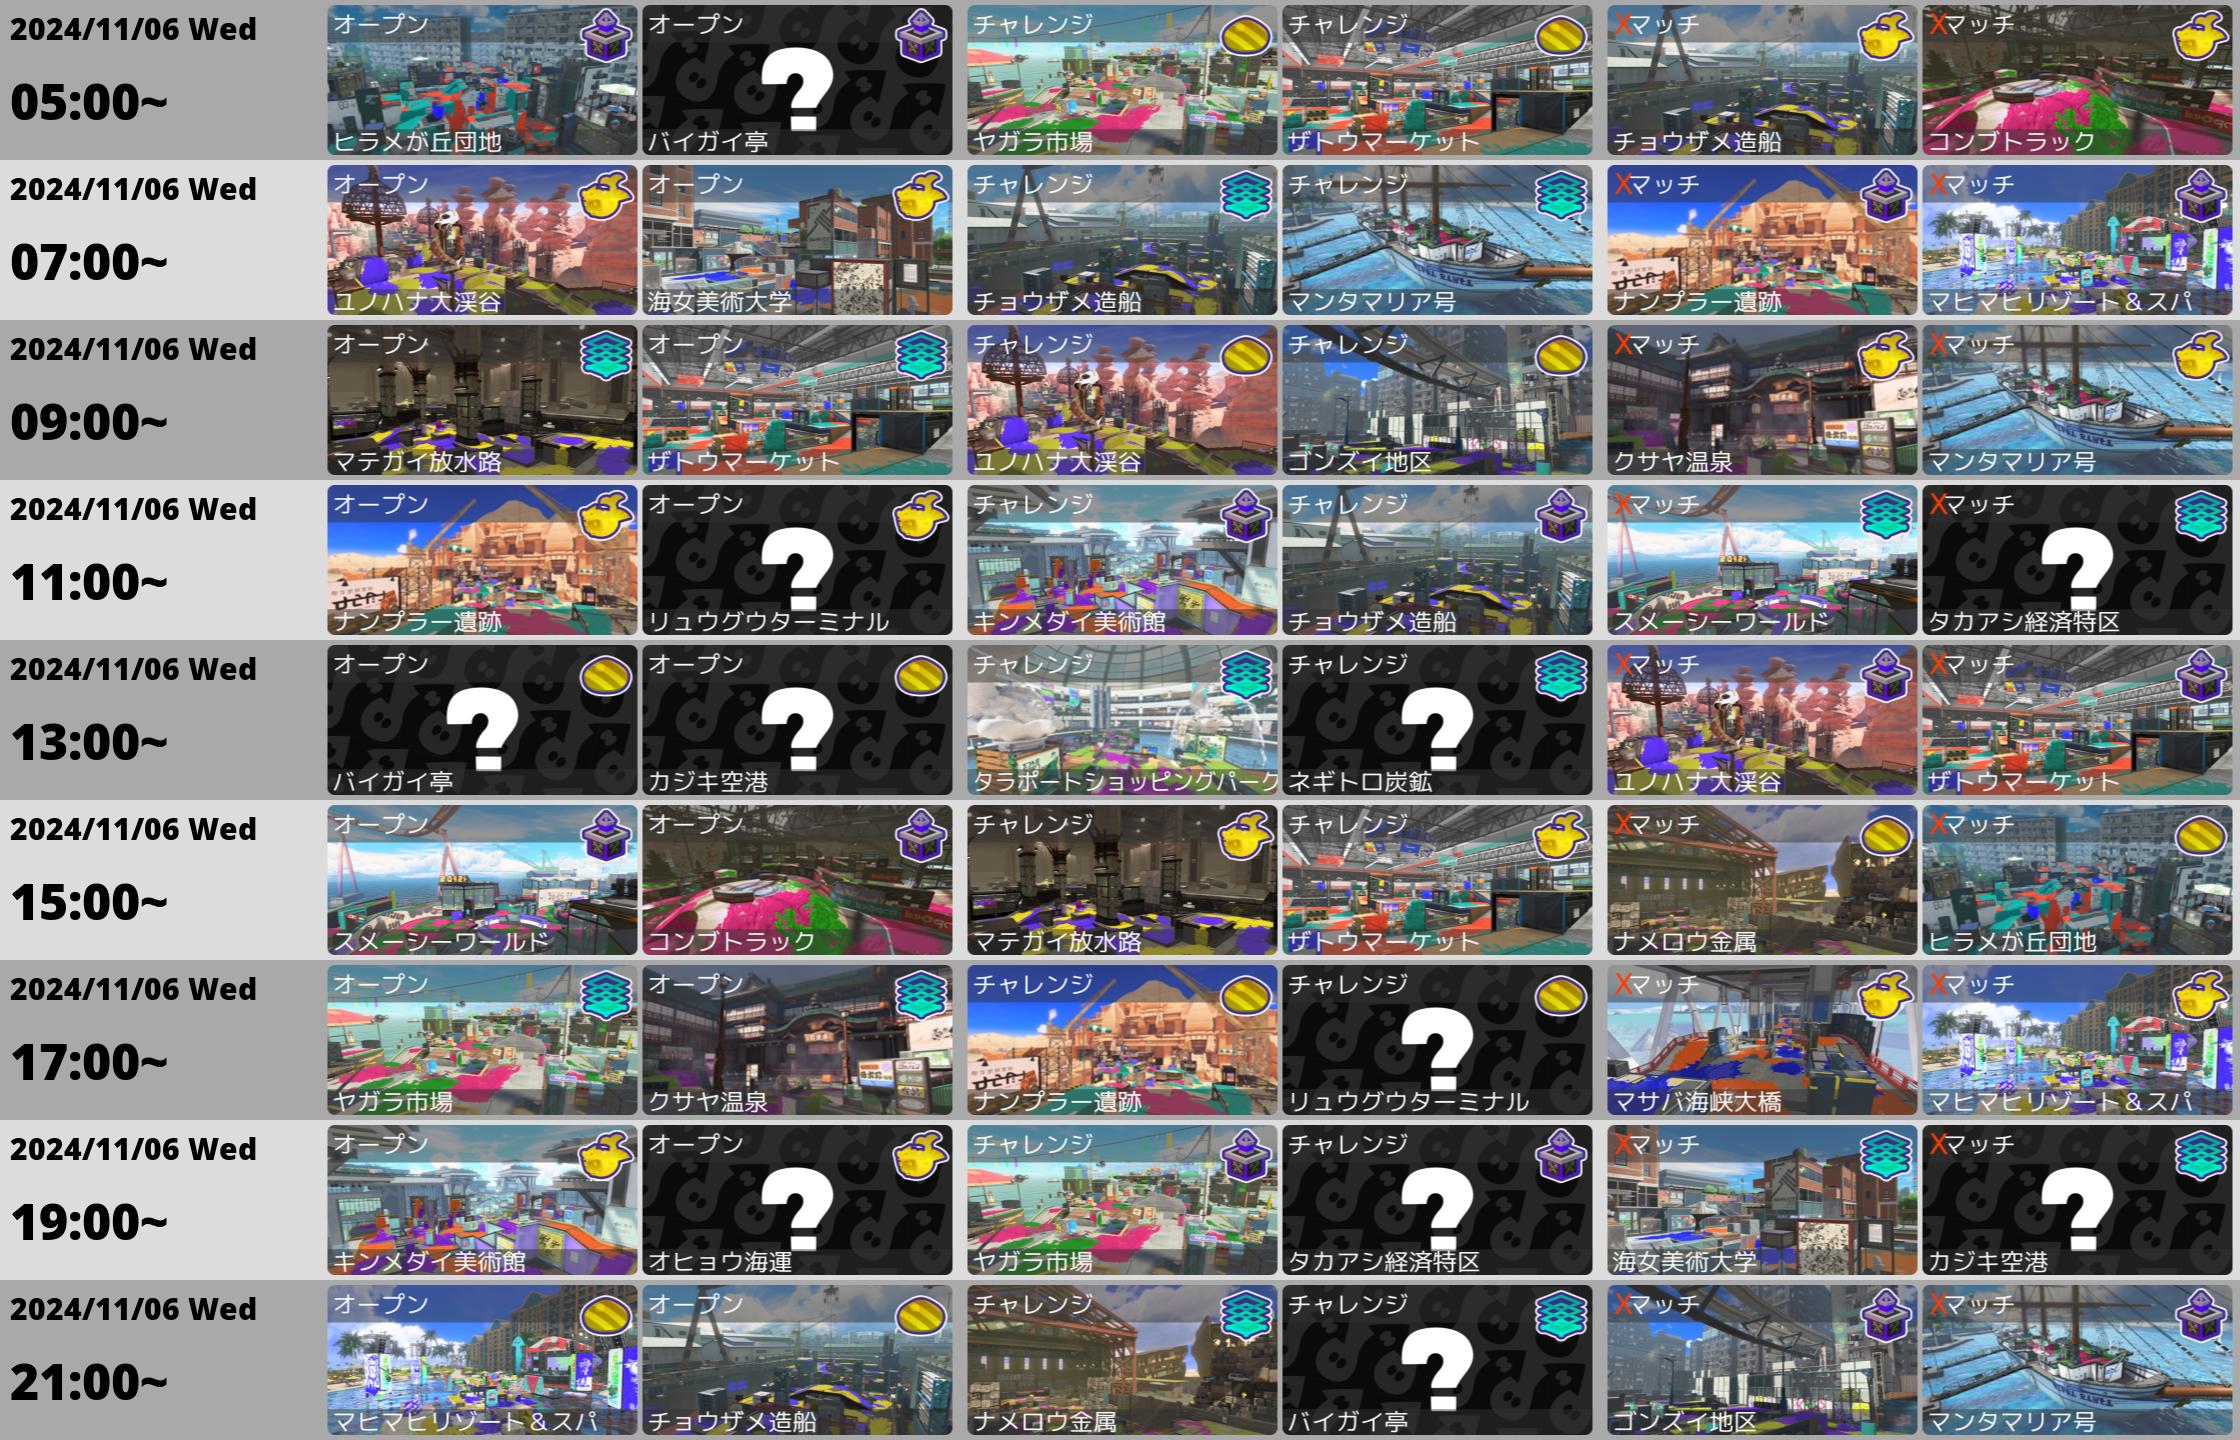 2024/11/06 Wed
05:00~
オープン
ヒラメが丘団地
オープン
バイガイ亭
チャレンジ
ヤガラ市場
チャレンジ
ザトウマーケット
Xマッチ
チョウザメ造船
Xマッチ
コンブトラック
2024/11/06 Wed
07:00~
オープン
ユノハナ大渓谷
オープン
海女美術大学
チャレンジ
チョウザメ造船
チャレンジ
マンタマリア号
Xマッチ
ナンプラー遺跡
Xマッチ
マヒマヒリゾート＆スパ
2024/11/06 Wed
09:00~
オープン
マテガイ放水路
オープン
ザトウマーケット
チャレンジ
ユノハナ大渓谷
チャレンジ
ゴンズイ地区
Xマッチ
クサヤ温泉
Xマッチ
マンタマリア号
2024/11/06 Wed
11:00~
オープン
ナンプラー遺跡
オープン
リュウグウターミナル
チャレンジ
キンメダイ美術館
チャレンジ
チョウザメ造船
Xマッチ
スメーシーワールド
Xマッチ
タカアシ経済特区
2024/11/06 Wed
13:00~
オープン
バイガイ亭
オープン
カジキ空港
チャレンジ
タラポートショッピングパーク
チャレンジ
ネギトロ炭鉱
Xマッチ
ユノハナ大渓谷
Xマッチ
ザトウマーケット
2024/11/06 Wed
15:00~
オープン
スメーシーワールド
オープン
コンブトラック
チャレンジ
マテガイ放水路
チャレンジ
ザトウマーケット
Xマッチ
ナメロウ金属
Xマッチ
ヒラメが丘団地
2024/11/06 Wed
17:00~
オープン
ヤガラ市場
オープン
クサヤ温泉
チャレンジ
ナンプラー遺跡
チャレンジ
リュウグウターミナル
Xマッチ
マサバ海峡大橋
Xマッチ
マヒマヒリゾート＆スパ
2024/11/06 Wed
19:00~
オープン
キンメダイ美術館
オープン
オヒョウ海運
チャレンジ
ヤガラ市場
チャレンジ
タカアシ経済特区
Xマッチ
海女美術大学
Xマッチ
カジキ空港
2024/11/06 Wed
21:00~
オープン
マヒマヒリゾート＆スパ
オープン
チョウザメ造船
チャレンジ
ナメロウ金属
チャレンジ
バイガイ亭
Xマッチ
ゴンズイ地区
Xマッチ
マンタマリア号